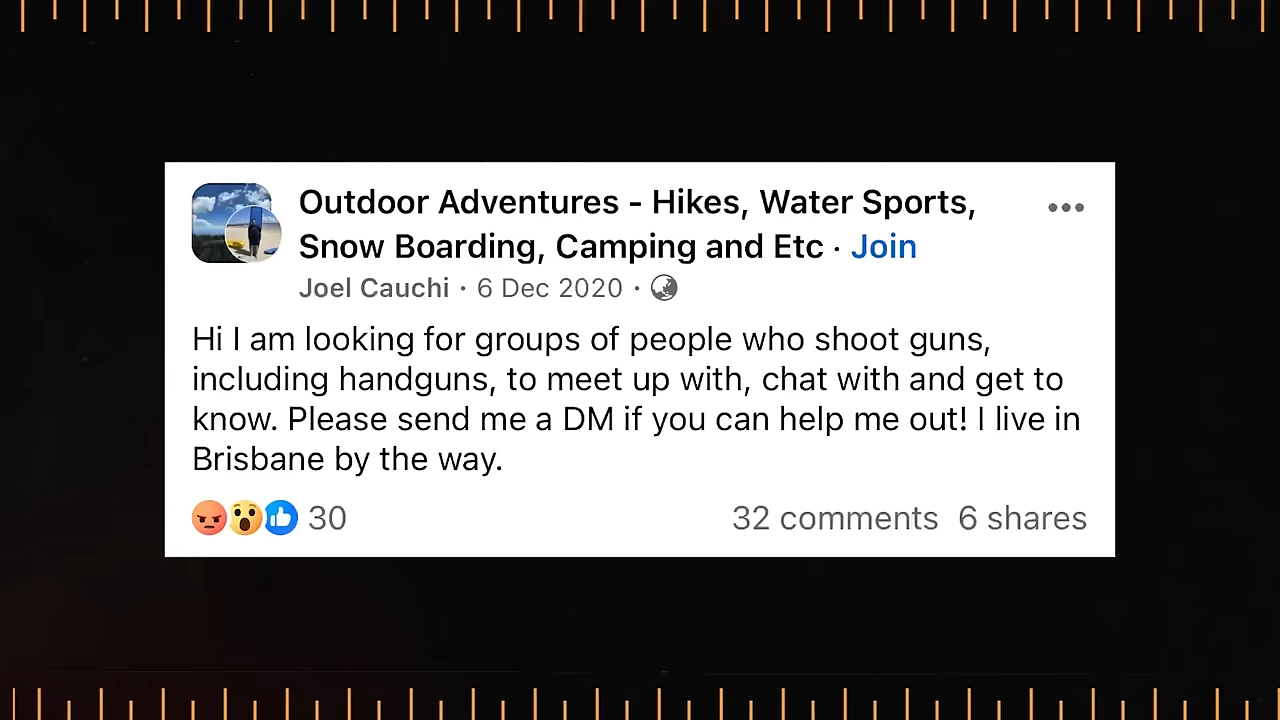 Outdoor Adventures - Hikes, Water Sports,
Snow Boarding, Camping and Etc · Join
Joel Cauchi · 6 Dec 2020 ·
Hi I am looking for groups of people who shoot guns,
including handguns, to meet up with, chat with and get to
know. Please send me a DM if you can help me out! I live in
Brisbane by the way.
30 32 comments 6 shares